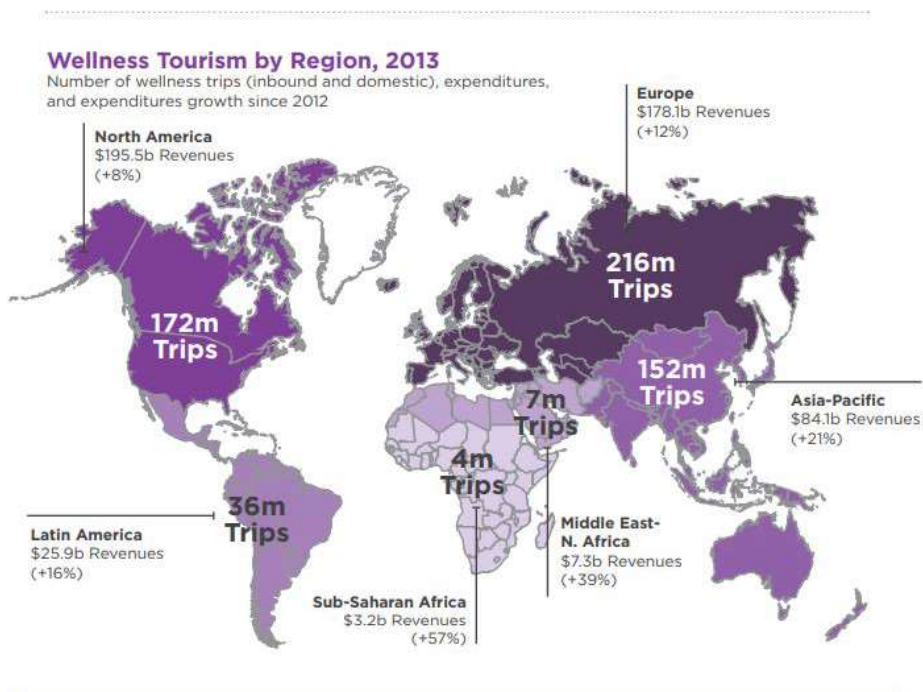 Wellness Tourism by Region, 2013
Number of wellness trips (inbound and domestic), expenditures,
and expenditures growth since 2012
North America
$195.5b Revenues
(+8%)
Europe
$178.1b Revenues
(+12%)
216m
Trips
172m
Trips
152m
Trips
Asia-Pacific
$84.1b Revenues
(+21%)
7m
Trips
4m
Trips
36m
Trips
Latin America
$25.9b Revenues
(+16%)
Middle East-
N. Africa
$7.3b Revenues
(+39%)
Sub-Saharan Africa
$3.2b Revenues
(+57%)